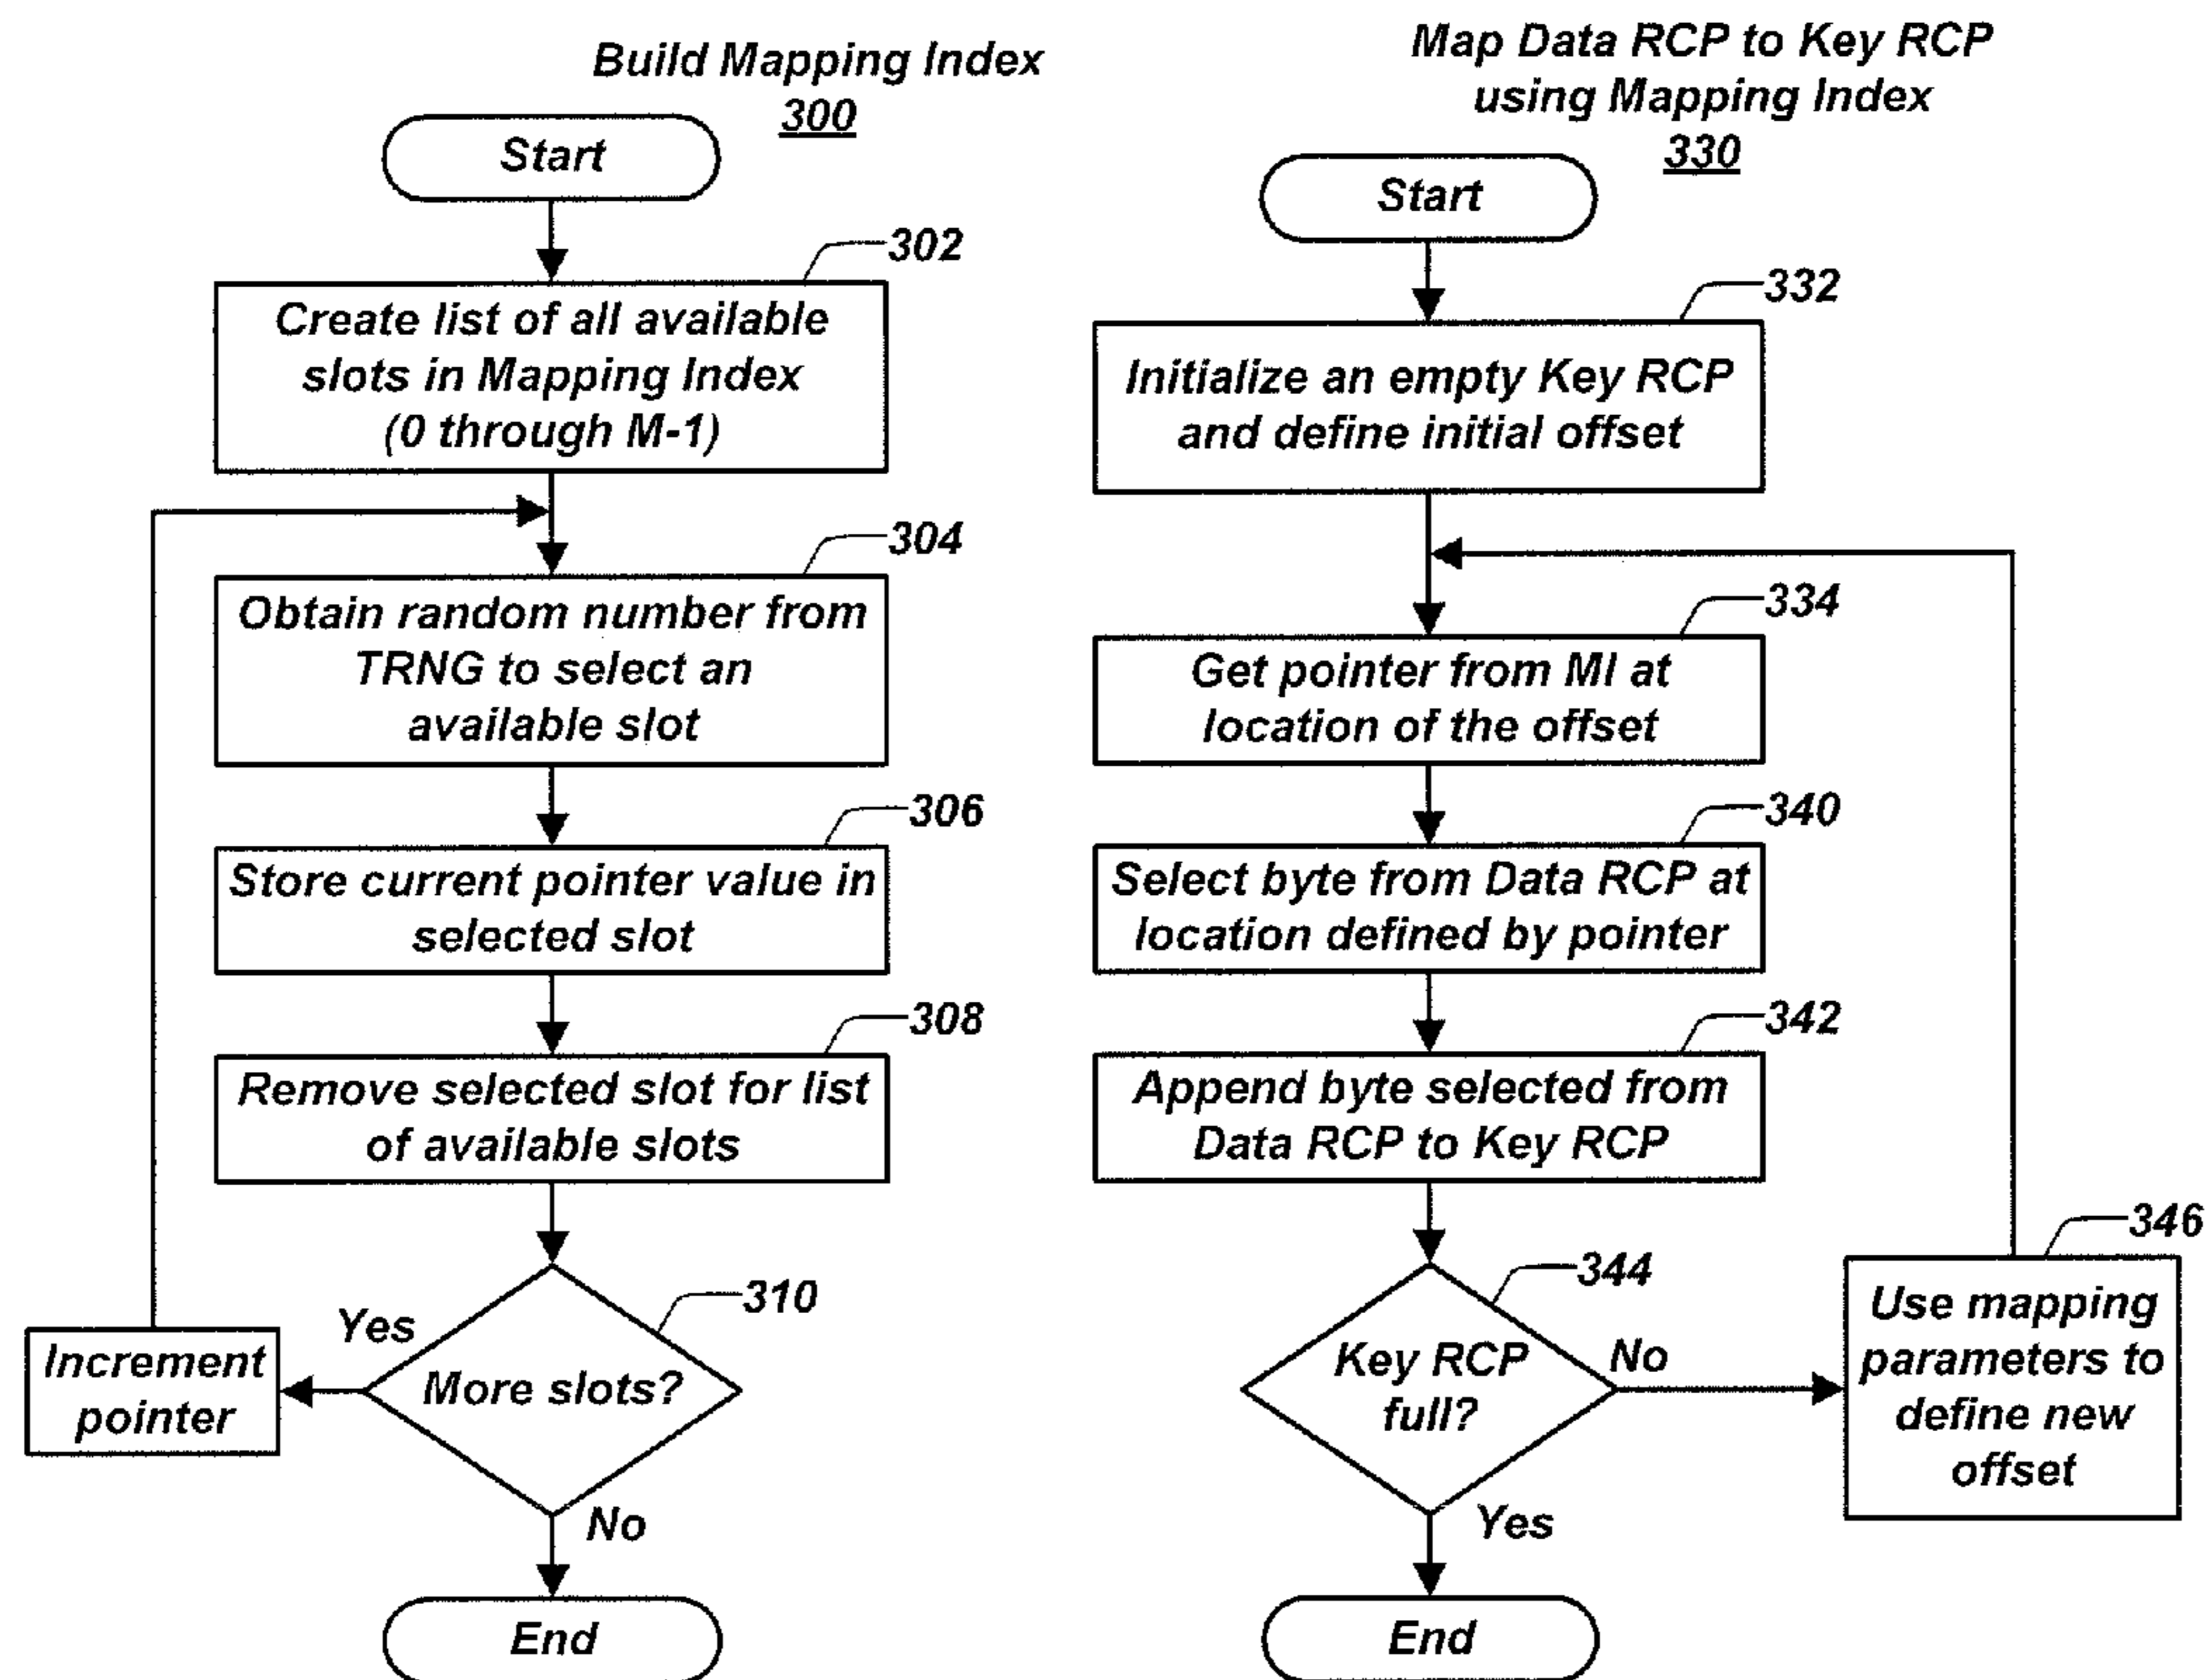 Build Mapping Index
300
Start
302
Create list of all available
slots in Mapping Index
(0 through M-1)
304
Obtain random number from
TRNG to select an
available slot
306
Store current pointer value in
selected slot
308
Remove selected slot for list
of available slots
310
More slots?
Yes
Increment
pointer
No
End
Map Data RCP to Key RCP
using Mapping Index
330
Start
332
Initialize an empty Key RCP
and define initial offset
334
Get pointer from MI at
location of the offset
340
Select byte from Data RCP at
location defined by pointer
342
Append byte selected from
Data RCP to Key RCP
344
Key RCP
full?
No
346
Use mapping
parameters to
define new
offset
Yes
End